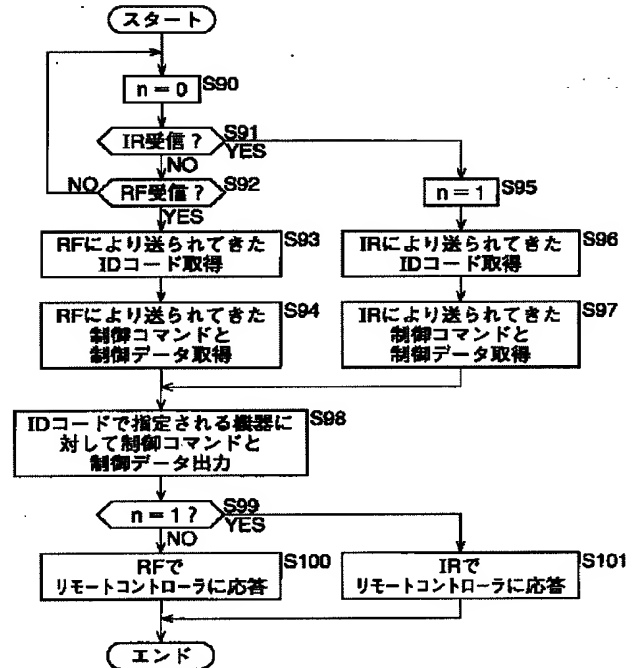 スタート
n = 0
S90
IR受信？
S91
YES
NO
RF受信？
S92
NO
YES
n = 1
S95
RFにより送られてきた
IDコード取得
S93
IRにより送られてきた
IDコード取得
S96
RFにより送られてきた
制御コマンドと
制御データ取得
S94
IRにより送られてきた
制御コマンドと
制御データ取得
S97
IDコードで指定される機器に
対して制御コマンドと
制御データ出力
S98
n = 1？
S99
YES
NO
RFで
リモートコントローラに応答
S100
IRで
リモートコントローラに応答
S101
エンド